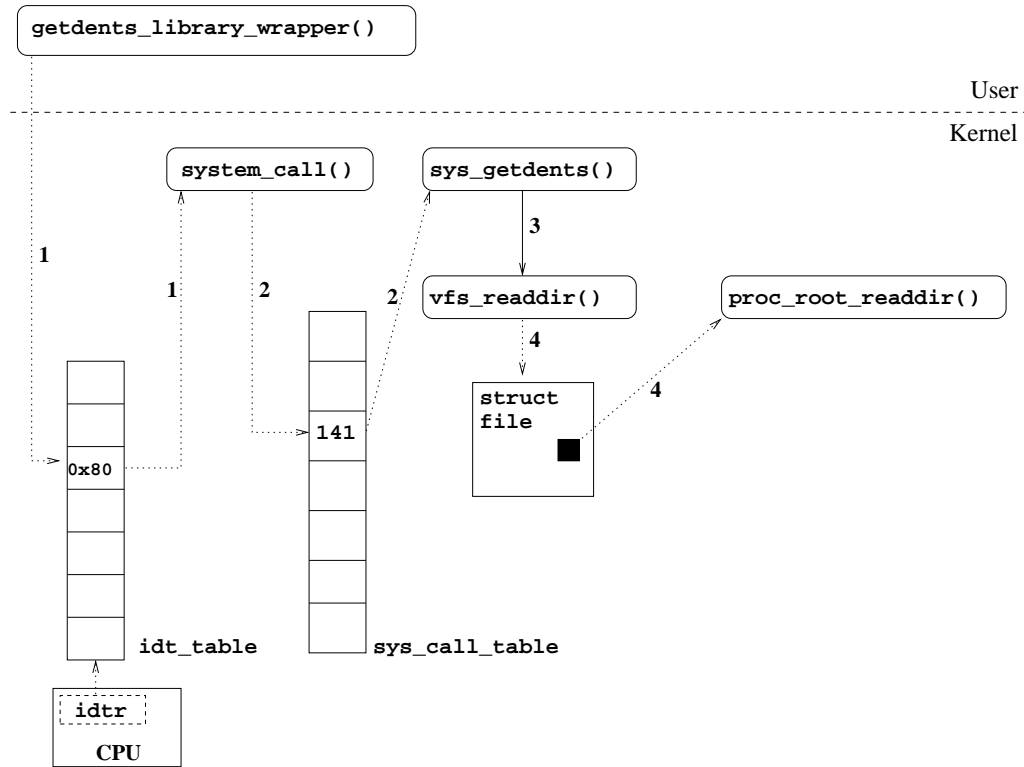 getdents_library_wrapper()
User
Kernel
system_call()
sys_getdents()
3
1
1
2
2
vfs_readdir()
proc_root_readdir()
4
4
struct
file
141
0x80
idt_table
sys_call_table
idtr
CPU